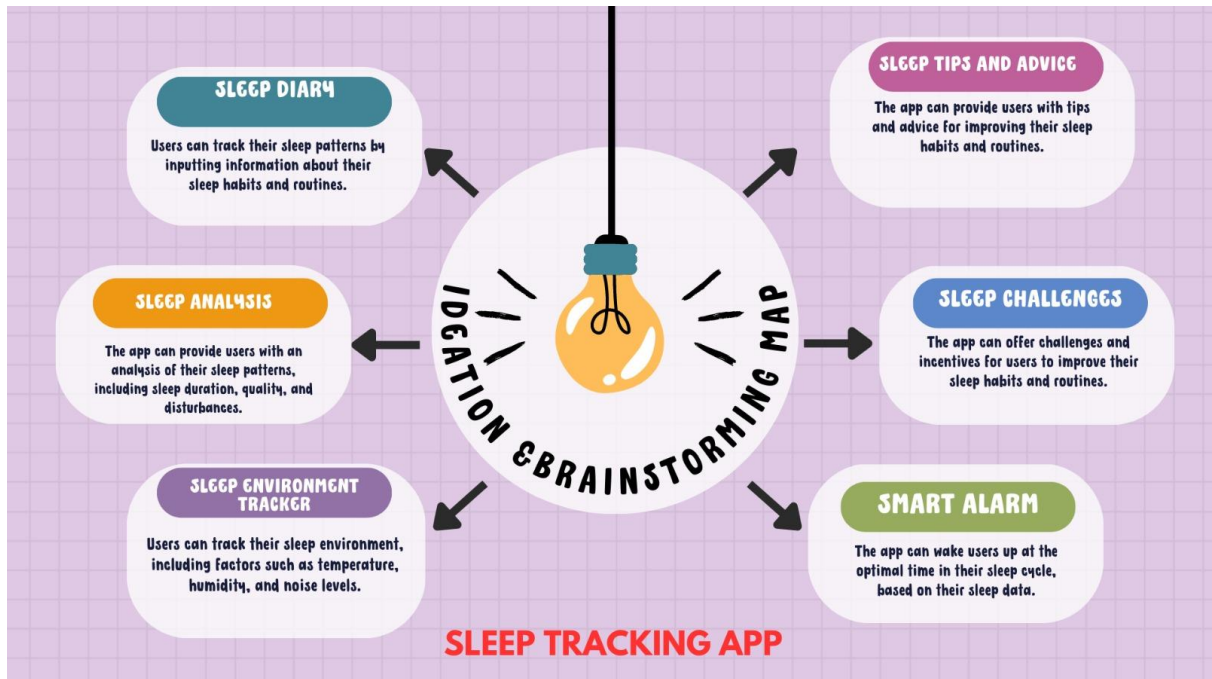 SLEEP DIARY
Users can track their sleep patterns by
inputting information about their
sleep habits and routines.
SLEEP ANALYSIS
The app can provide users with an
analysis of their sleep patterns,
including sleep duration, quality, and
disturbances.
SLEEP ENVIRONMENT
TRACKER
Users can track their sleep environment,
including factors such as temperature,
humidity, and noise levels.
IDEATION &BRAINSTORMING MAP
SLEEP TIPS AND ADVICE
The app can provide users with tips
and advice for improving their sleep
habits and routines.
SLEEP CHALLENGES
The app can offer challenges and
incentives for users to improve their
sleep habits and routines.
SMART ALARM
The app can wake users up at the
optimal time in their sleep cycle,
based on their sleep data.
SLEEP TRACKING APP